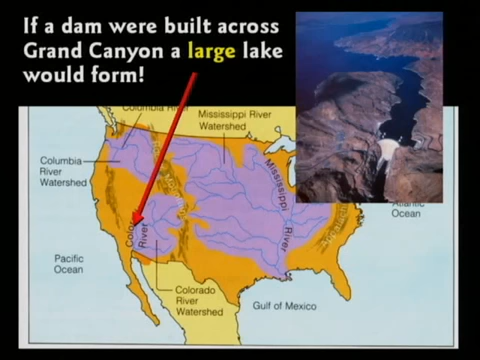 If a dam were built across
Grand Canyon a large lake
would form!
Columbia River
Mississippi River
Watershed
Columbia
River
Watershed
Mississippi
River
Colo
River
Atlantic
Ocean
Pacific
Ocean
Colorado
River
Watershed
Gulf of Mexico